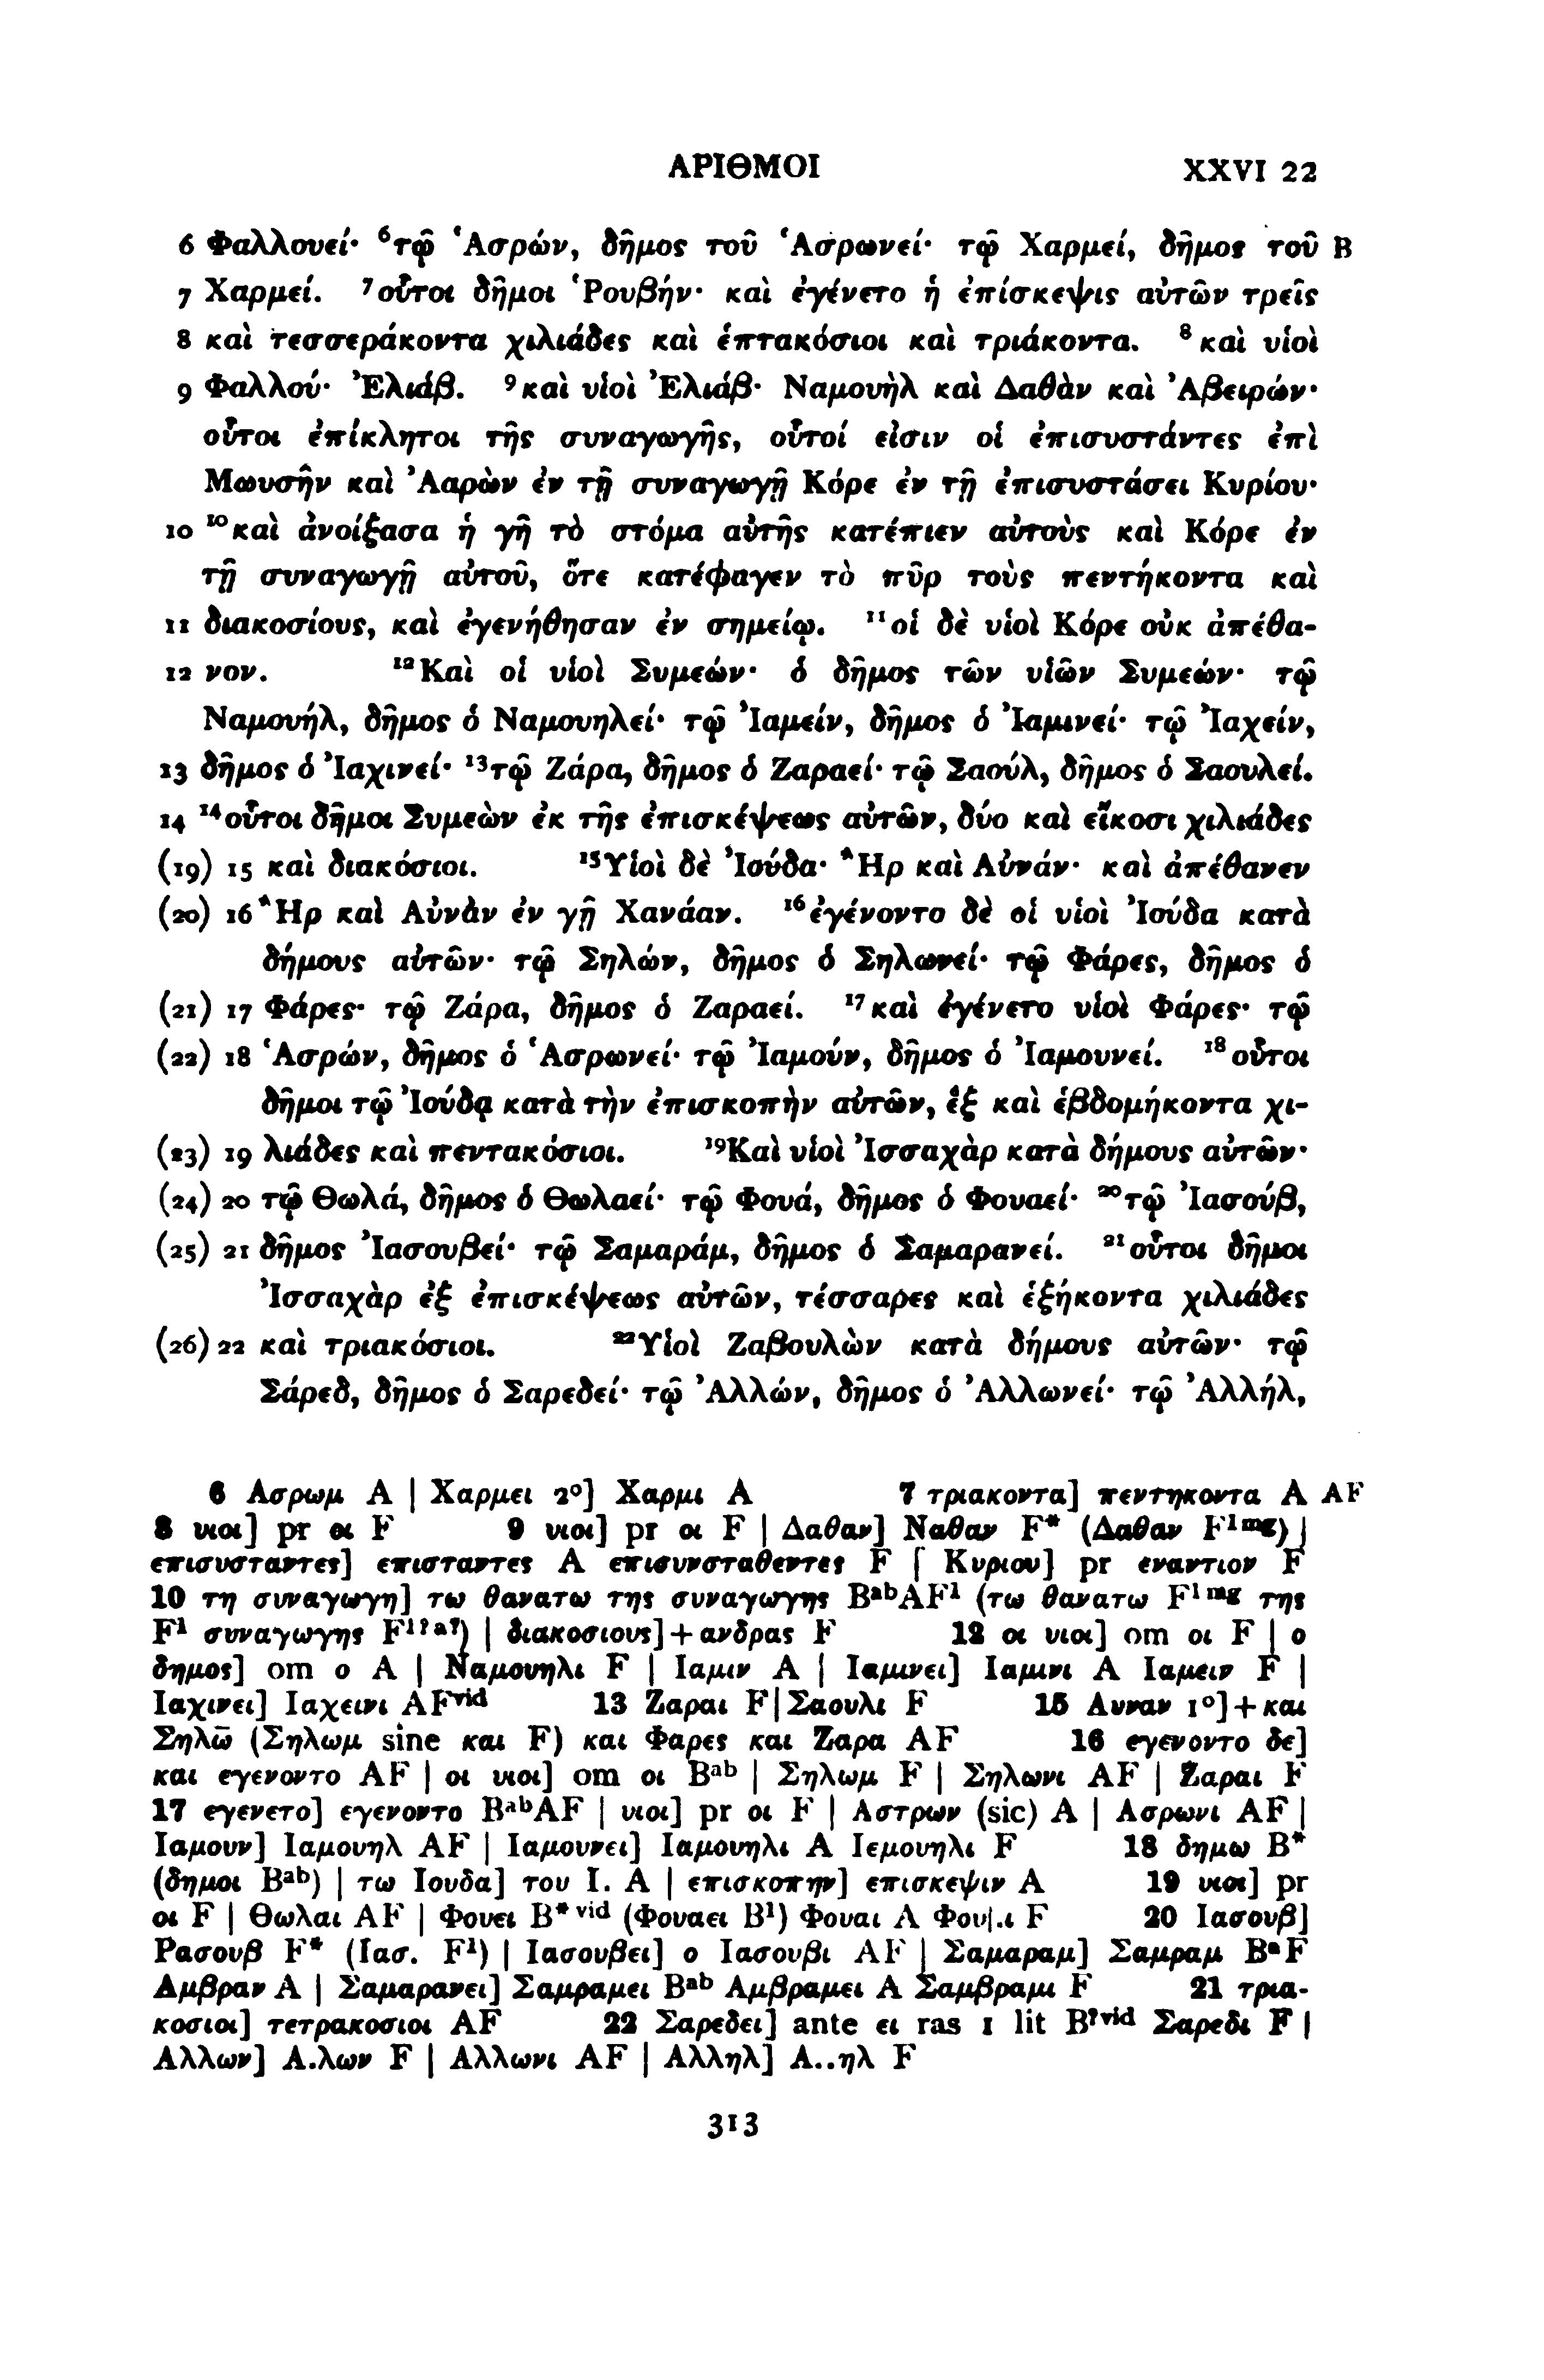 ΑΡΙΘΜΟΙ XXVI 22
6 Φαλλουεί· ⁶τῷ Ἁσρών, δῆμος τοῦ Ἁσρωνεί· τῷ Χαρμεί, δῆμος τοῦ B
7 Χαρμεί. ⁷οὗτοι δῆμοι Ῥουβήν· καὶ ἐγένετο ἡ ἐπίσκεψις αὐτῶν τρεῖς
8 καὶ τεσσεράκοντα χιλιάδες καὶ ἑπτακόσιοι καὶ τριάκοντα. ⁸καὶ υἱοὶ
9 Φαλλού· Ἐλιάβ. ⁹καὶ υἱοὶ Ἐλιάβ· Ναμουὴλ καὶ Δαθὰν καὶ Ἀβειρών·
οὗτοι ἐπίκλητοι τῆς συναγωγῆς, οὗτοί εἰσιν οἱ ἐπισυστάντες ἐπὶ
Μωυσῆν καὶ Ἀαρὼν ἐν τῇ συναγωγῇ Κόρε ἐν τῇ ἐπισυστάσει Κυρίου·
10 ¹⁰καὶ ἀνοίξασα ἡ γῆ τὸ στόμα αὐτῆς κατέπιεν αὐτοὺς καὶ Κόρε ἐν
τῇ συναγωγῇ αὐτοῦ, ὅτε κατέφαγεν τὸ πῦρ τοὺς πεντήκοντα καὶ
11 διακοσίους, καὶ ἐγενήθησαν ἐν σημείῳ. ¹¹οἱ δὲ υἱοὶ Κόρε οὐκ ἀπέθα-
12 νον. ¹²Καὶ οἱ υἱοὶ Συμεών· ὁ δῆμος τῶν υἱῶν Συμεών· τῷ
Ναμουήλ, δῆμος ὁ Ναμουηλεί· τῷ Ἰαμείν, δῆμος ὁ Ἰαμινεί· τῷ Ἰαχείν,
13 δῆμος ὁ Ἰαχινεί· ¹³τῷ Ζάρα, δῆμος ὁ Ζαραεί· τῷ Σαούλ, δῆμος ὁ Σαουλεί.
14 ¹⁴οὗτοι δῆμοι Συμεὼν ἐκ τῆς ἐπισκέψεως αὐτῶν, δύο καὶ εἴκοσι χιλιάδες
(19) 15 καὶ διακόσιοι. ¹⁵Υἱοὶ δὲ Ἰούδα· Ἢρ καὶ Αὐνάν· καὶ ἀπέθανεν
(20) 16 Ἢρ καὶ Αὐνὰν ἐν γῇ Χανάαν. ¹⁶ἐγένοντο δὲ οἱ υἱοὶ Ἰούδα κατὰ
δήμους αὐτῶν· τῷ Σηλών, δῆμος ὁ Σηλωνεί· τῷ Φάρες, δῆμος ὁ
(21) 17 Φάρες· τῷ Ζάρα, δῆμος ὁ Ζαραεί. ¹⁷καὶ ἐγένετο υἱοὶ Φάρες· τῷ
(22) 18 Ἁσρών, δῆμος ὁ Ἁσρωνεί· τῷ Ἰαμούν, δῆμος ὁ Ἰαμουνεί. ¹⁸οὗτοι
δῆμοι τῷ Ἰούδᾳ κατὰ τὴν ἐπισκοπὴν αὐτῶν, ἓξ καὶ ἑβδομήκοντα χι-
(23) 19 λιάδες καὶ πεντακόσιοι. ¹⁹Καὶ υἱοὶ Ἰσσαχὰρ κατὰ δήμους αὐτῶν·
(24) 20 τῷ Θωλά, δῆμος ὁ Θωλαεί· τῷ Φουά, δῆμος ὁ Φουαεί· ²⁰τῷ Ἰασούβ,
(25) 21 δῆμος Ἰασουβεί· τῷ Σαμαράμ, δῆμος ὁ Σαμαρανεί. ²¹οὗτοι δῆμοι
Ἰσσαχὰρ ἐξ ἐπισκέψεως αὐτῶν, τέσσαρες καὶ ἑξήκοντα χιλιάδες
(26) 22 καὶ τριακόσιοι. ²²Υἱοὶ Ζαβουλὼν κατὰ δήμους αὐτῶν· τῷ
Σάρεδ, δῆμος ὁ Σαρεδεί· τῷ Ἀλλών, δῆμος ὁ Ἀλλωνεί· τῷ Ἀλλήλ,
6 Ασρωμ A | Χαρμει 2°] Χαρμι A 7 τριακοντα] πεντηκοντα A AF
8 υιοι] pr οι F 9 υιοι] pr οι F | Δαθαν] Ναθαν F* (Δαθαν F¹ᵐᵍ) |
επισυσταντες] επισταντες A επισυνσταθεντες F | Κυριου] pr εναντιον F
10 τη συναγωγη] τω θανατω της συναγωγης BᵃᵇAF¹ (τω θανατω F¹ᵐᵍ της
F¹ συναγωγης F¹ˀᵃˀ) | διακοσιους]+ανδρας F 12 οι υιοι] om οι F | ο
δημος] om ο A | Ναμουηλι F | Ιαμιν A | Ιαμινει] Ιαμινι A Ιαμειν F |
Ιαχινει] Ιαχεινι AFᵛⁱᵈ 13 Ζαραι F | Σαουλι F 15 Αυναν 1°]+και
Σηλω̄ (Σηλωμ sine και F) και Φαρες και Ζαρα AF 16 εγενοντο δε]
και εγενοντο AF | οι υιοι] om οι Bᵃᵇ | Σηλωμ F | Σηλωνι AF | Ζαραι F
17 εγενετο] εγενοντο BᵃᵇAF | υιοι] pr οι F | Αστρων (sic) A | Ασρωνι AF |
Ιαμουν] Ιαμουηλ AF | Ιαμουνει] Ιαμουηλι A Ιεμουηλι F 18 δημω B*
(δημοι Bᵃᵇ) | τω Ιουδα] του Ι. A | επισκοπην] επισκεψιν A 19 υιοι] pr
οι F | Θωλαι AF | Φουει B* ᵛⁱᵈ (Φουαει B¹) Φουαι A Φου|.ι F 20 Ιασουβ]
Ρασουβ F* (Ιασ. F¹) | Ιασουβει] ο Ιασουβι AF | Σαμαραμ] Σαμραμ BᵃF
Αμβραν A | Σαμαρανει] Σαμραμει Bᵃᵇ Αμβραμει A Σαμβραμι F 21 τρια-
κοσιοι] τετρακοσιοι AF 22 Σαρεδει] ante ει ras 1 lit Bˀᵛⁱᵈ Σαρεδι F |
Αλλων] Α.λων F | Αλλωνι AF | Αλληλ] Α..ηλ F
313